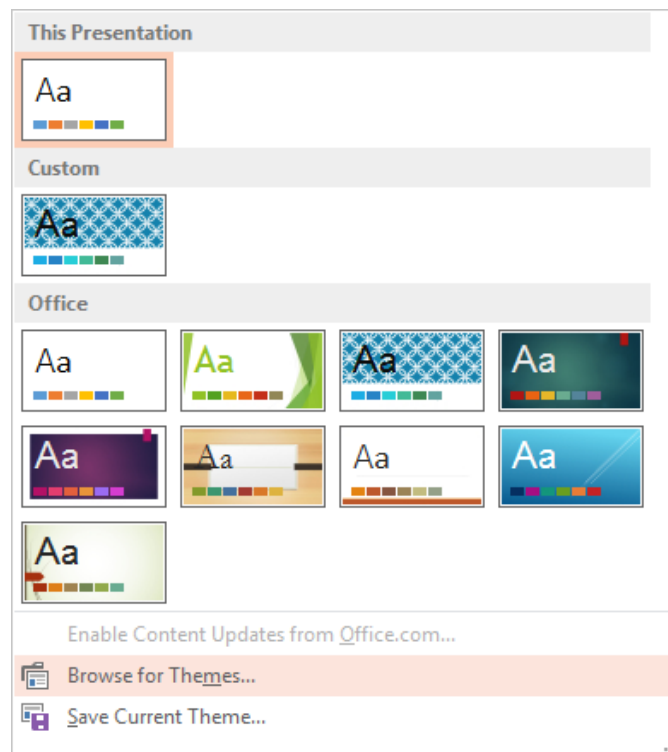 This Presentation
Aa
Custom
Aa
Office
Aa Aa Aa Aa
Aa Aa Aa Aa
Aa
Enable Content Updates from Office.com...
Browse for Themes...
Save Current Theme...